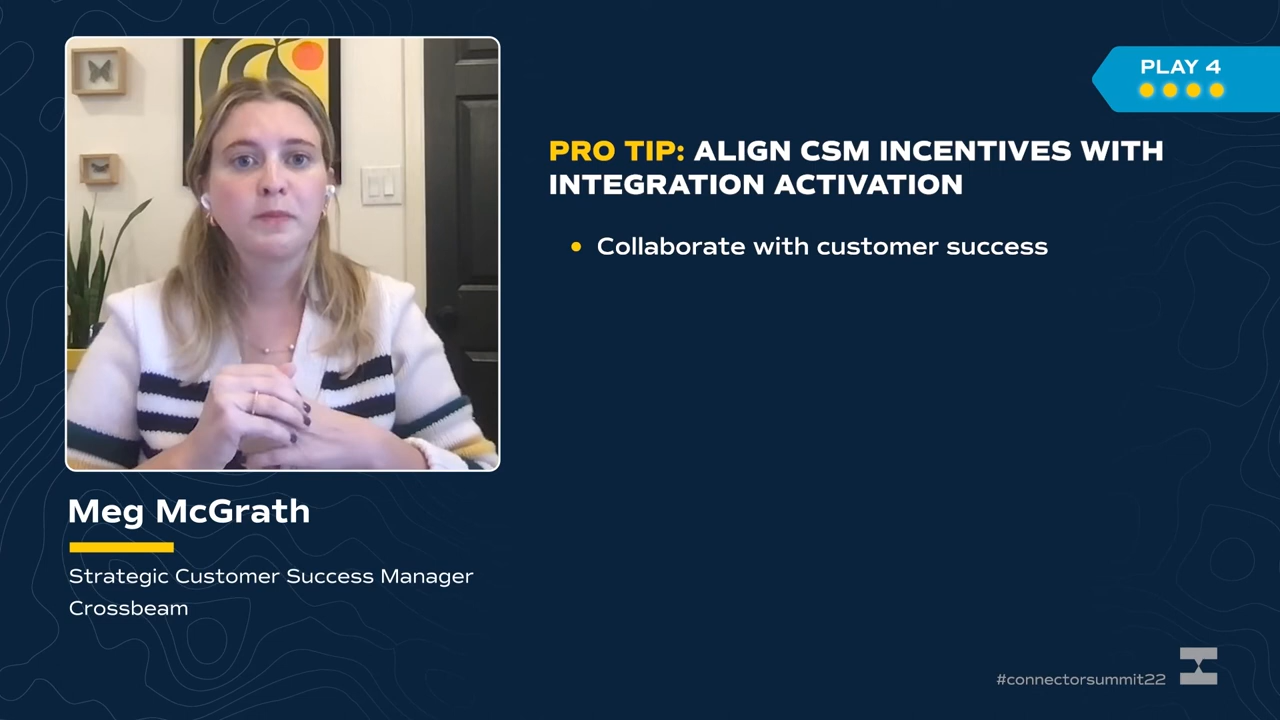 PLAY 4
PRO TIP: ALIGN CSM INCENTIVES WITH
INTEGRATION ACTIVATION
Collaborate with customer success
Meg McGrath
Strategic Customer Success Manager
Crossbeam
#connectorsummit22